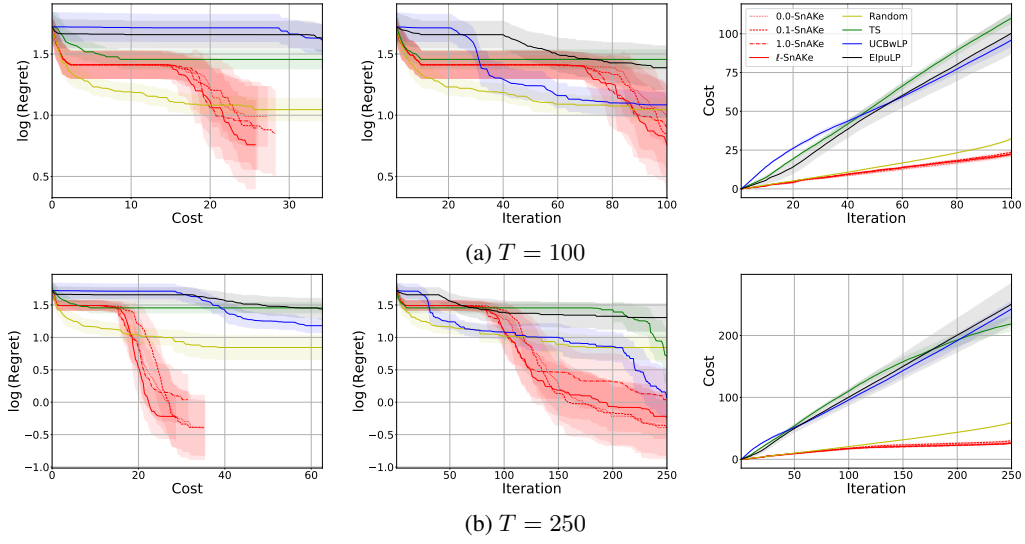 log (Regret)
1.5
1.0
0.5
0
10
20
30
Cost
log (Regret)
1.5
1.0
0.5
20
40
60
80
100
Iteration
Cost
100
75
50
25
0
20
40
60
80
100
Iteration
0.0-SnAKe
0.1-SnAKe
1.0-SnAKe
ℓ-SnAKe
Random
TS
UCBwLP
EIpuLP
(a) T = 100
log (Regret)
1.5
1.0
0.5
0.0
−0.5
−1.0
0
20
40
60
Cost
log (Regret)
1.5
1.0
0.5
0.0
−0.5
−1.0
50
100
150
200
250
Iteration
Cost
200
100
0
50
100
150
200
250
Iteration
(b) T = 250